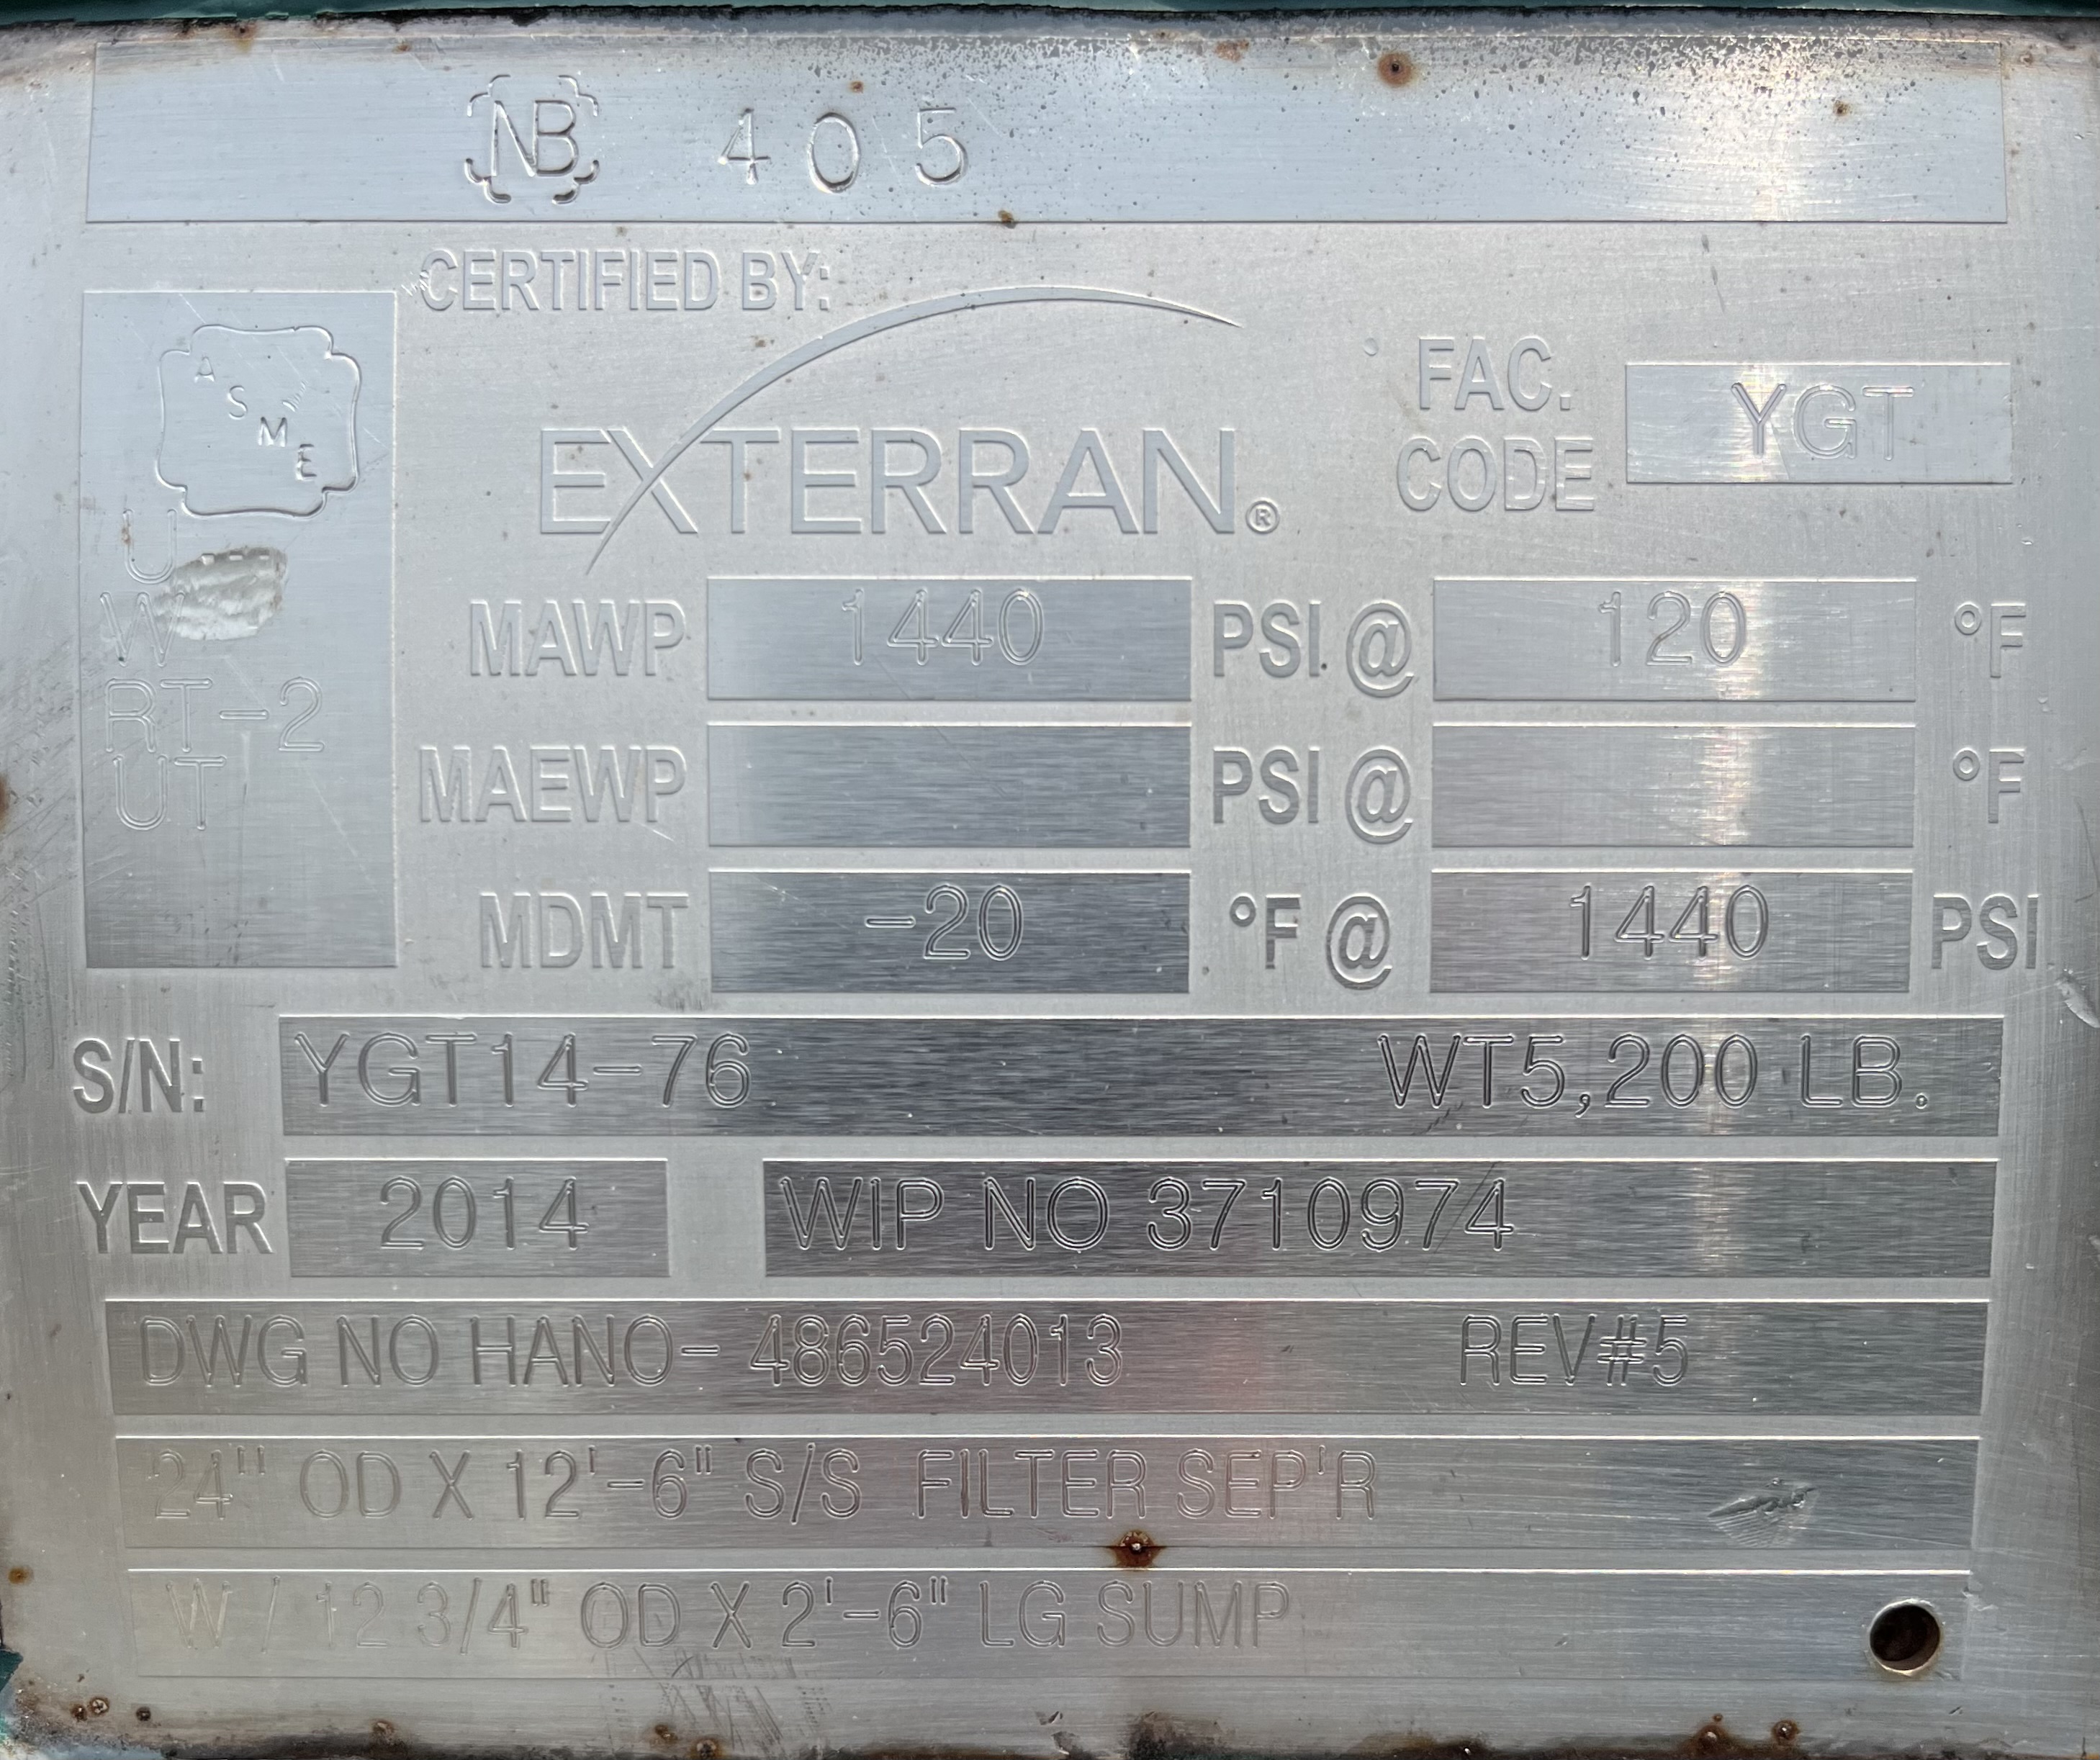 NB 405
CERTIFIED BY:
ASME
EXTERRAN®
FAC. CODE YGT
U
W
RT-2
UT
MAWP 1440 PSI @ 120 °F
MAEWP PSI @ °F
MDMT -20 °F @ 1440 PSI
S/N: YGT14-76 WT5,200 LB.
YEAR 2014 WIP NO 3710974
DWG NO HANO- 486524013 REV#5
24" OD X 12'-6" S/S FILTER SEP'R
W / 12 3/4" OD X 2'-6" LG SUMP